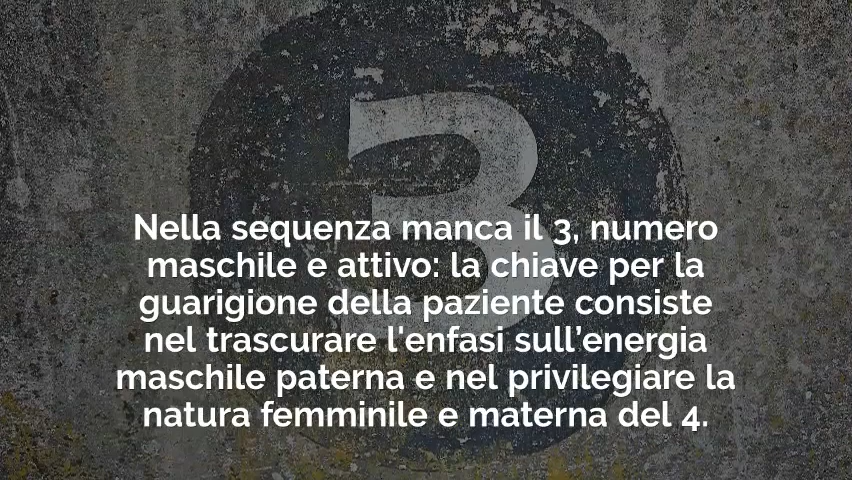 3
Nella sequenza manca il 3, numero
maschile e attivo: la chiave per la
guarigione della paziente consiste
nel trascurare l'enfasi sull’energia
maschile paterna e nel privilegiare la
natura femminile e materna del 4.